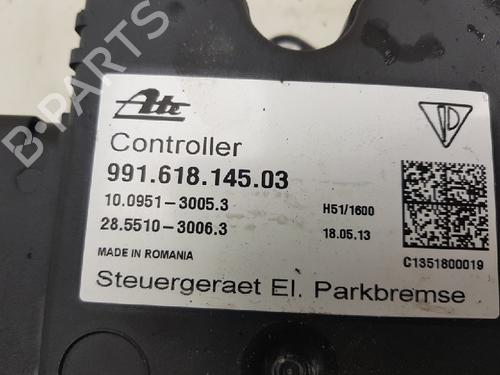 B-PARTS
Ate
Controller
991.618.145.03
10.0951-3005.3 H51/1600
28.5510-3006.3 18.05.13
MADE IN ROMANIA C1351800019
Steuergeraet El. Parkbremse